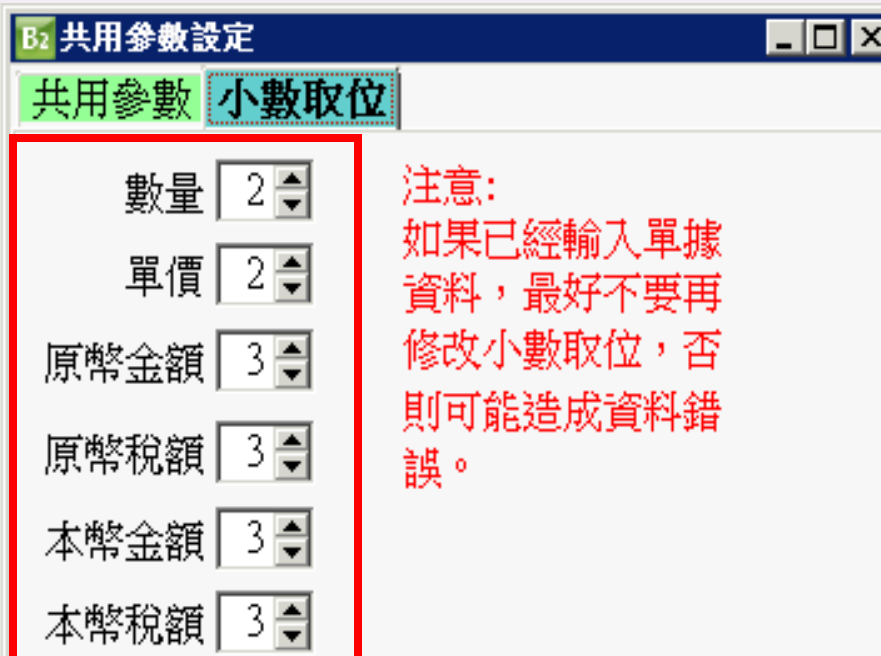 B2 共用參數設定
共用參數 小數取位
數量 2
單價 2
原幣金額 3
原幣稅額 3
本幣金額 3
本幣稅額 3
注意:
如果已經輸入單據
資料，最好不要再
修改小數取位，否
則可能造成資料錯
誤。